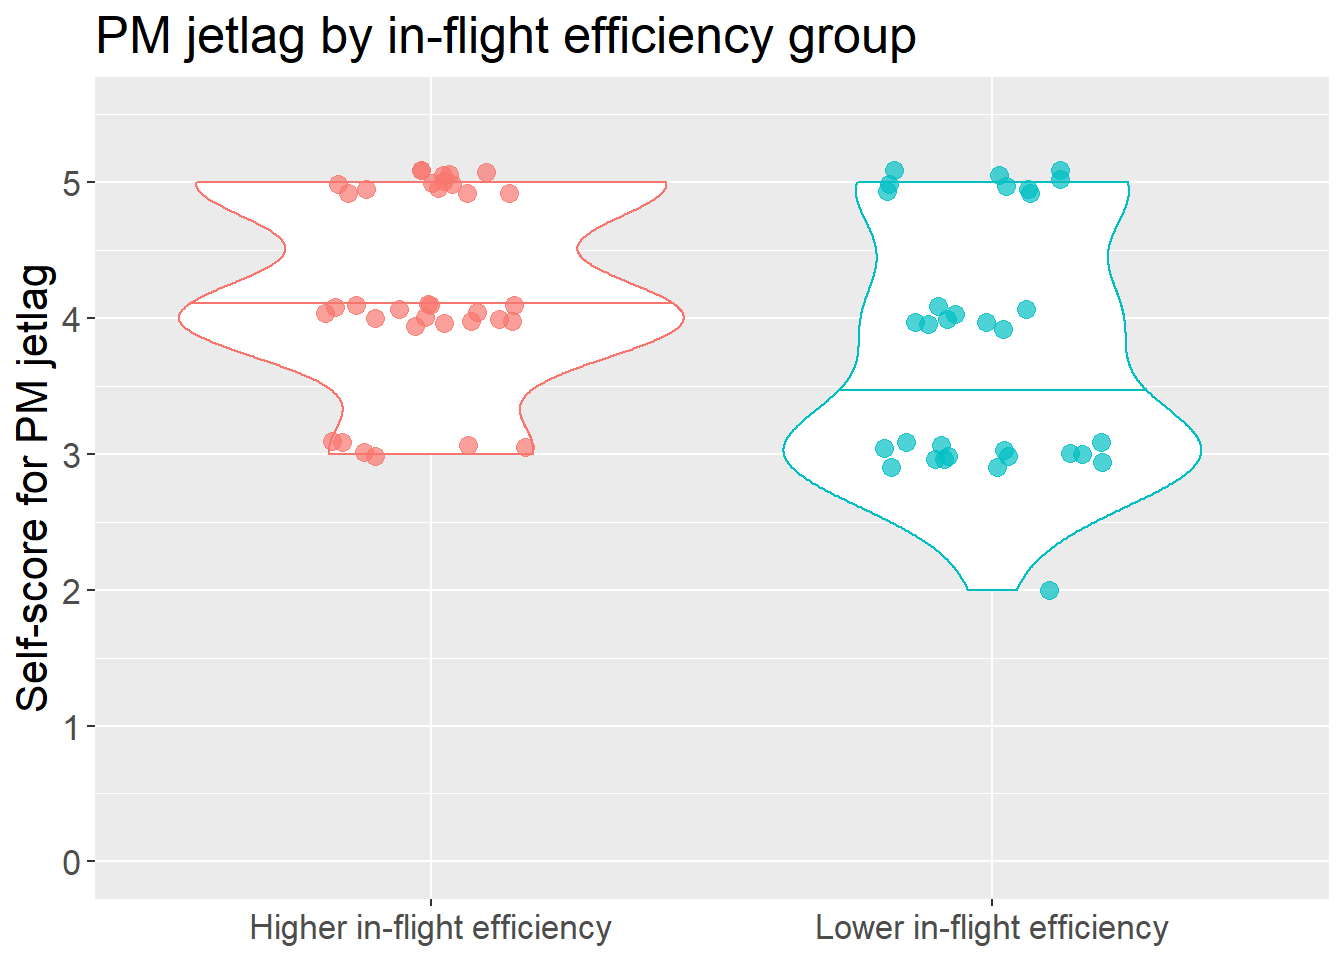 PM jetlag by in-flight efficiency group
Self-score for PM jetlag
5
4
3
2
1
0
Higher in-flight efficiency
Lower in-flight efficiency